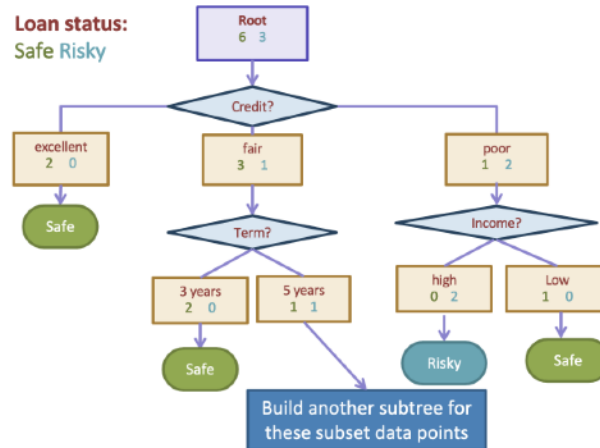 Loan status:
Safe Risky
Root
6 3
Credit?
excellent
2 0
fair
3 1
poor
1 2
Safe
Term?
Income?
3 years
2 0
5 years
1 1
high
0 2
Low
1 0
Safe
Risky
Safe
Build another subtree for
these subset data points